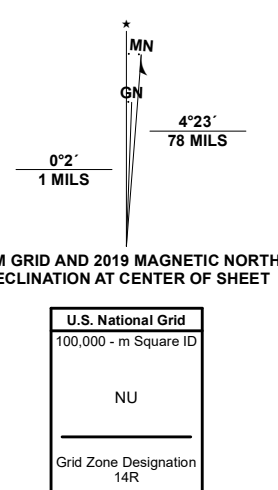 ★
MN
GN
4°23´
78 MILS
0°2´
1 MILS
M GRID AND 2019 MAGNETIC NORTH
ECLINATION AT CENTER OF SHEET
U.S. National Grid
100,000 - m Square ID
NU
Grid Zone Designation
14R